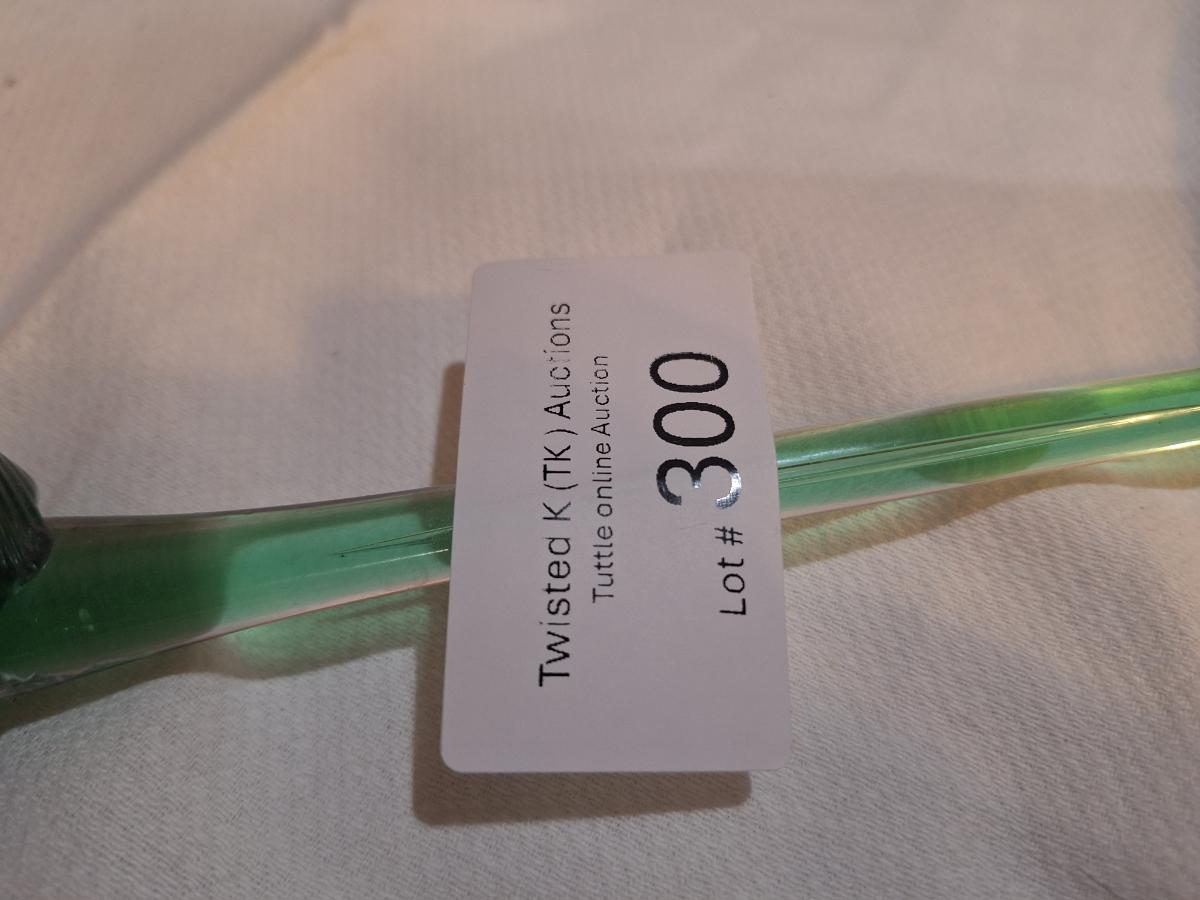 Twisted K (TK) Auctions
Tuttle online Auction
Lot # 300